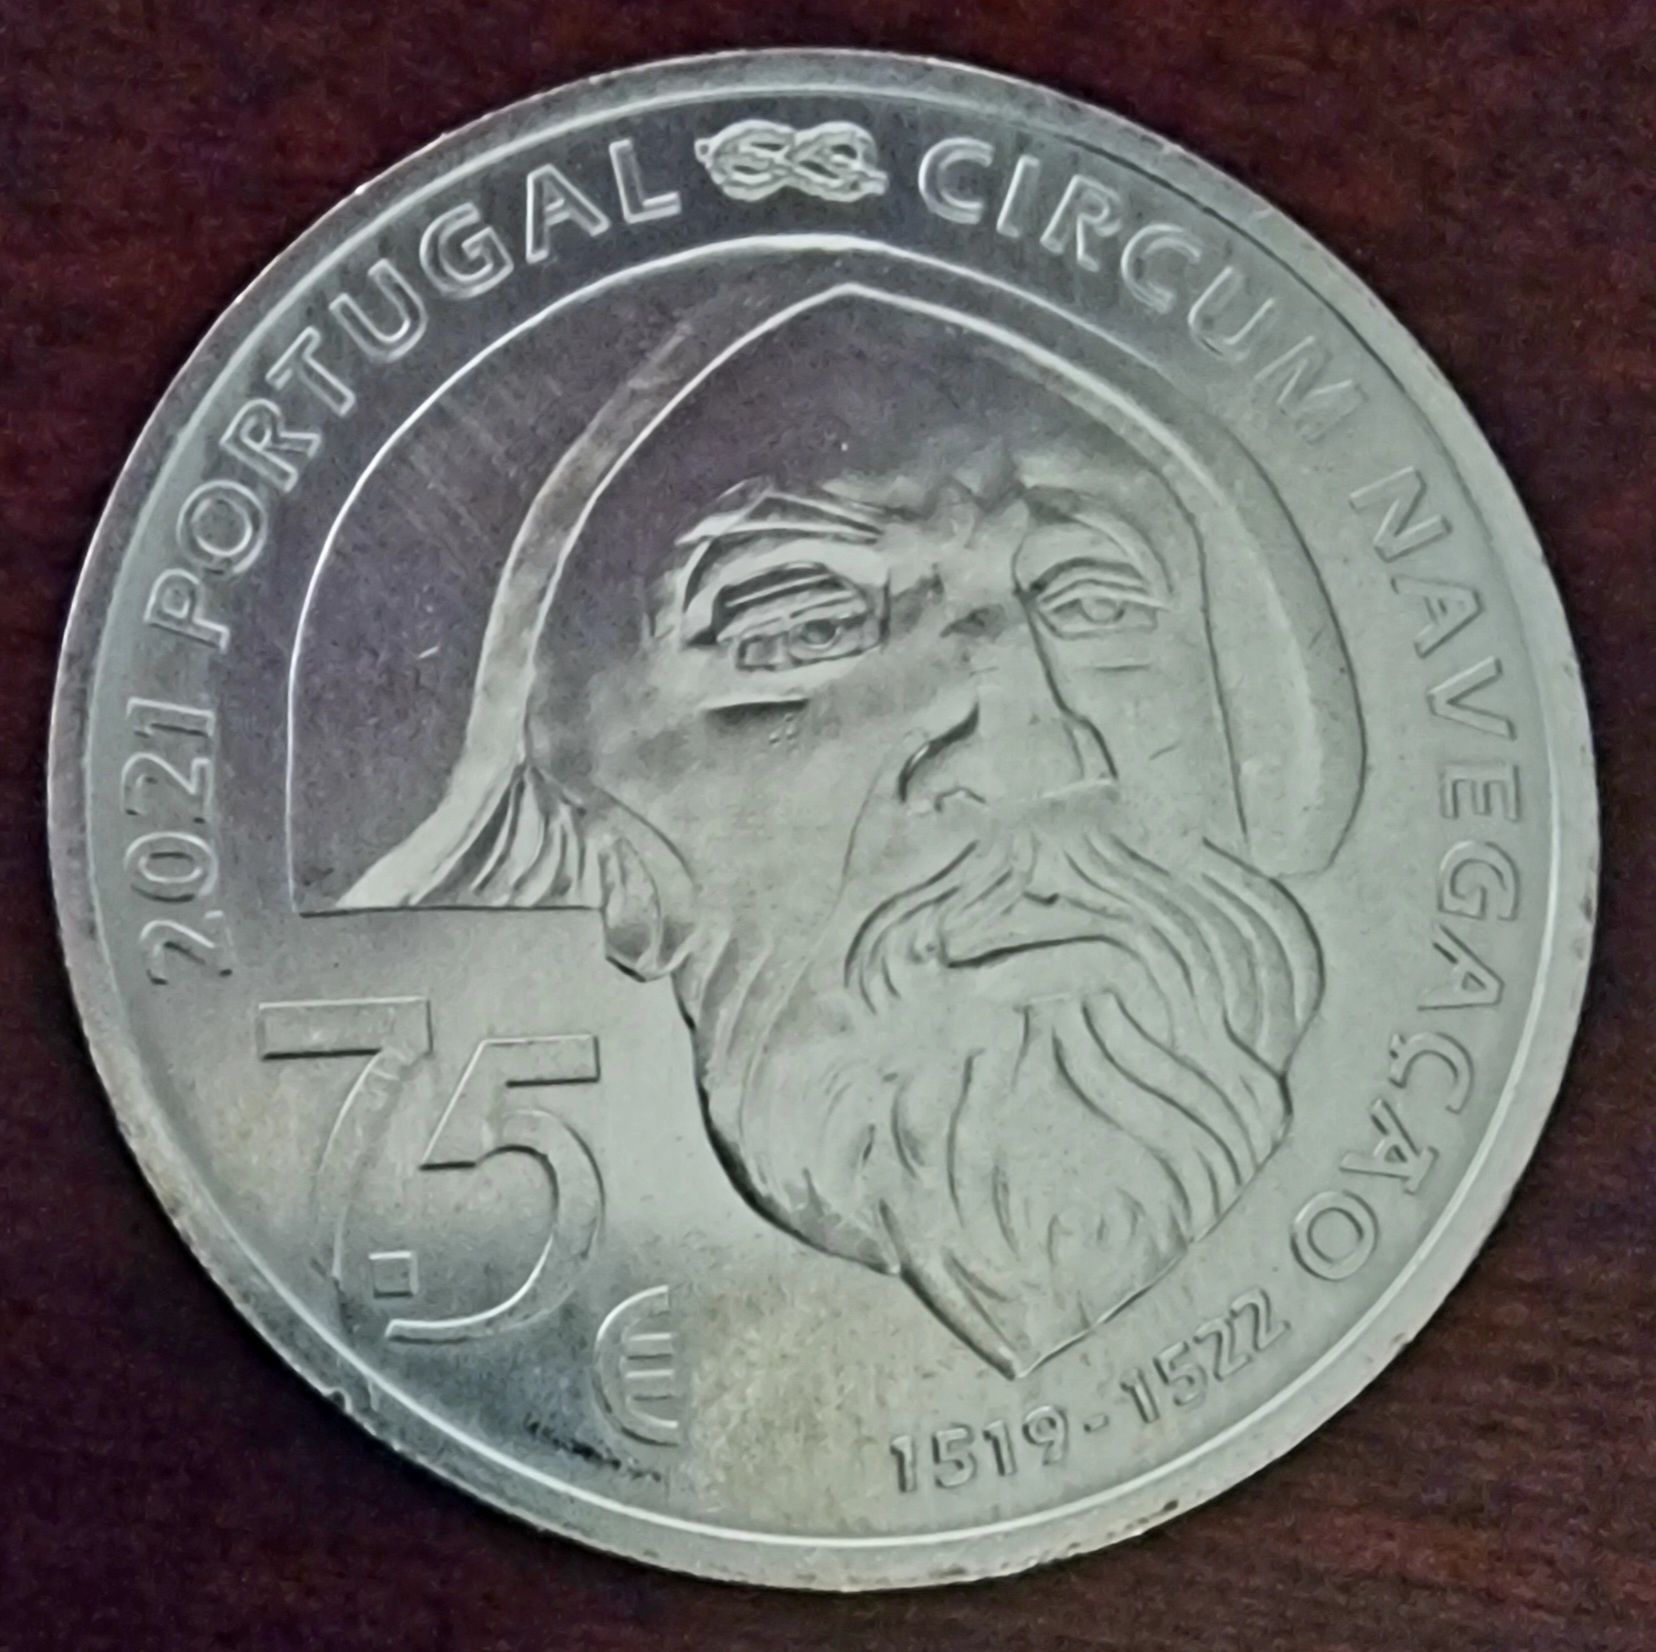 2021 PORTUGAL CIRCUM NAVEGAÇÃO
7.5
€
1519-1522